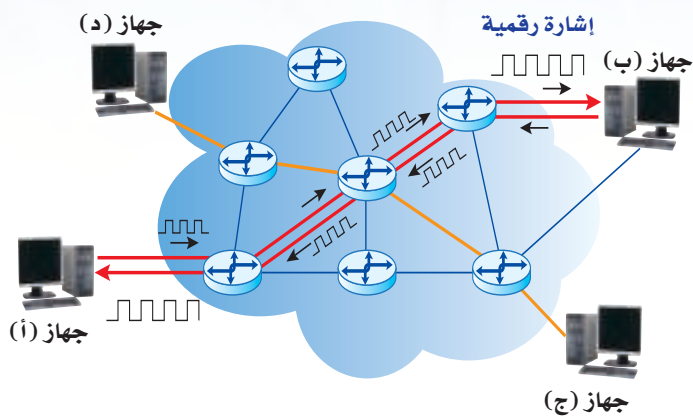 جهاز (د)
إشارة رقمية
جهاز (ب)
جهاز (أ)
جهاز (ج)